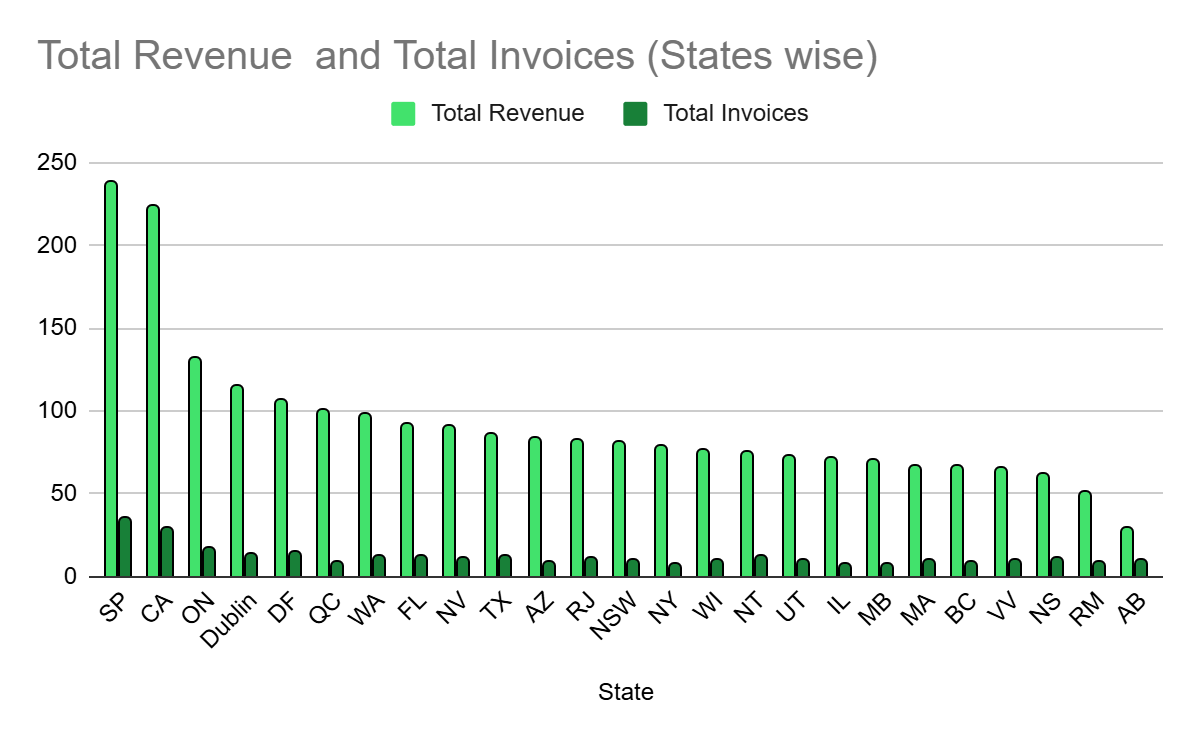 Total Revenue  and Total Invoices (States wise)
Total Revenue Total Invoices
250
200
150
100
50
0
SP CA ON Dublin DF QC WA FL NV TX AZ RJ NSW NY WI NT UT IL MB MA BC VV NS RM AB
State